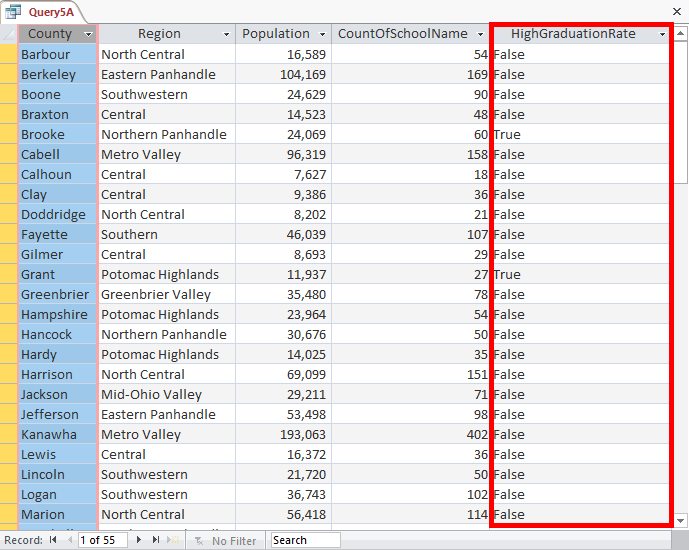 Query5A
County Region Population CountOfSchoolName HighGraduationRate
Barbour North Central 16,589 54 False
Berkeley Eastern Panhandle 104,169 169 False
Boone Southwestern 24,629 90 False
Braxton Central 14,523 48 False
Brooke Northern Panhandle 24,069 60 True
Cabell Metro Valley 96,319 158 False
Calhoun Central 7,627 18 False
Clay Central 9,386 36 False
Doddridge North Central 8,202 21 False
Fayette Southern 46,039 107 False
Gilmer Central 8,693 29 False
Grant Potomac Highlands 11,937 27 True
Greenbrier Greenbrier Valley 35,480 78 False
Hampshire Potomac Highlands 23,964 54 False
Hancock Northern Panhandle 30,676 50 False
Hardy Potomac Highlands 14,025 35 False
Harrison North Central 69,099 151 False
Jackson Mid-Ohio Valley 29,211 71 False
Jefferson Eastern Panhandle 53,498 98 False
Kanawha Metro Valley 193,063 402 False
Lewis Central 16,372 36 False
Lincoln Southwestern 21,720 50 False
Logan Southwestern 36,743 102 False
Marion North Central 56,418 114 False
Record: 1 of 55 No Filter Search